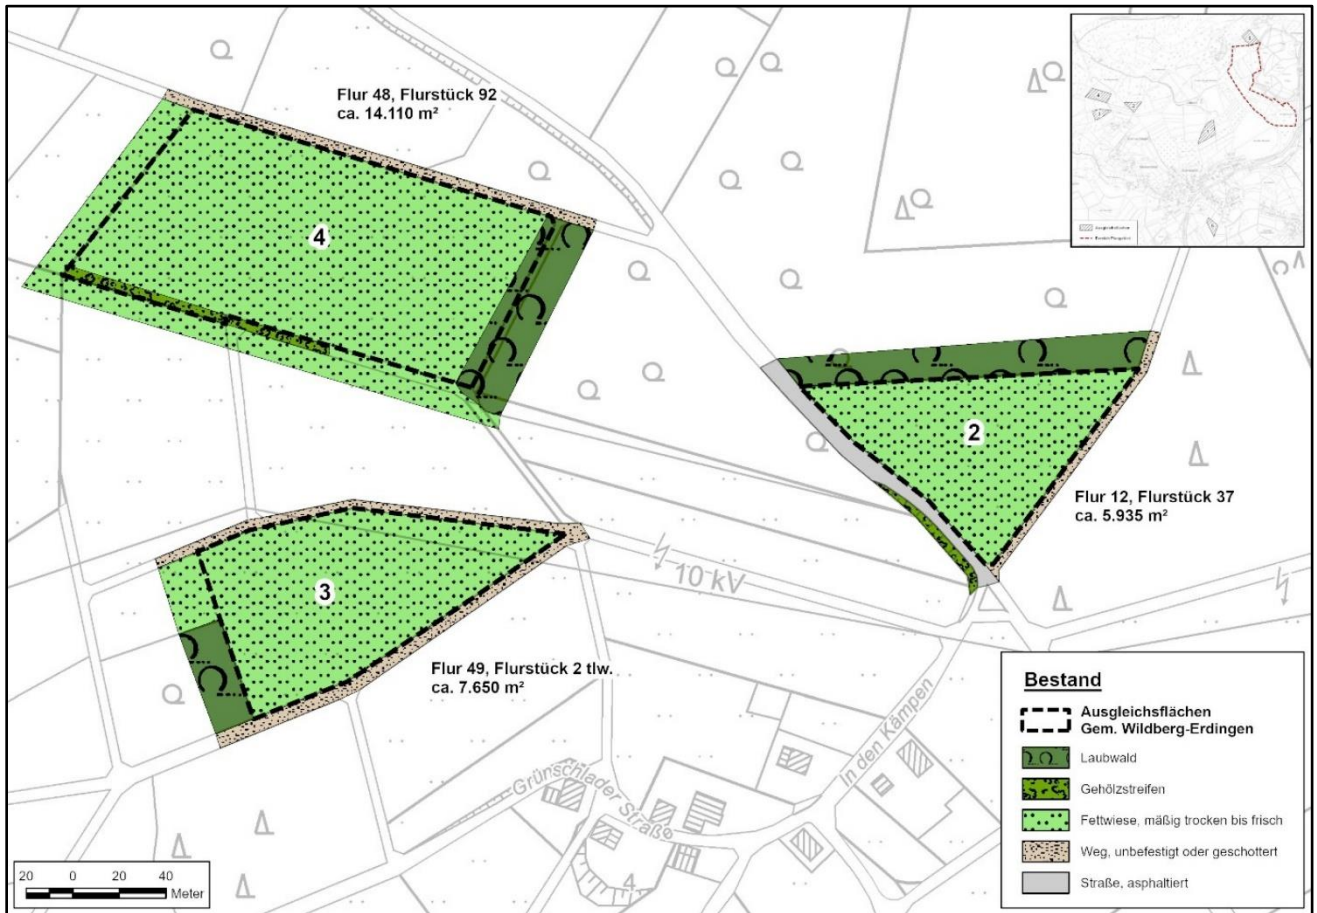 Flur 48, Flurstück 92
ca. 14.110 m²
4
2
Flur 12, Flurstück 37
ca. 5.935 m²
3
10 kV
Flur 49, Flurstück 2 tlw.
ca. 7.650 m²
In den Kämpen
Grünschlader Straße
4
Bestand
Ausgleichsflächen
Gem. Wildberg-Erdingen
Laubwald
Gehölzstreifen
Fettwiese, mäßig trocken bis frisch
Weg, unbefestigt oder geschottert
Straße, asphaltiert
20 0 20 40
Meter
Ausgleichsflächen